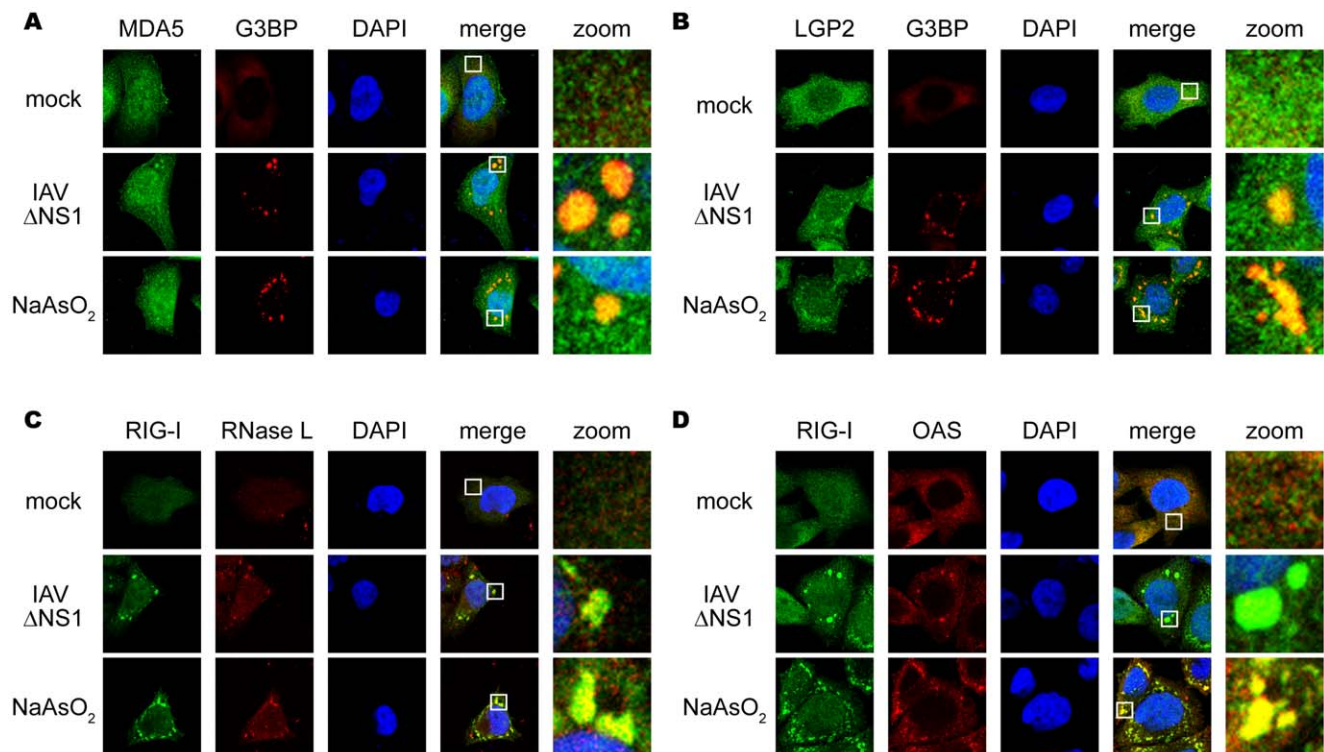 A
MDA5 G3BP DAPI merge zoom
mock
IAV
ΔNS1
NaAsO₂
B
LGP2 G3BP DAPI merge zoom
mock
IAV
ΔNS1
NaAsO₂
C
RIG-I RNase L DAPI merge zoom
mock
IAV
ΔNS1
NaAsO₂
D
RIG-I OAS DAPI merge zoom
mock
IAV
ΔNS1
NaAsO₂